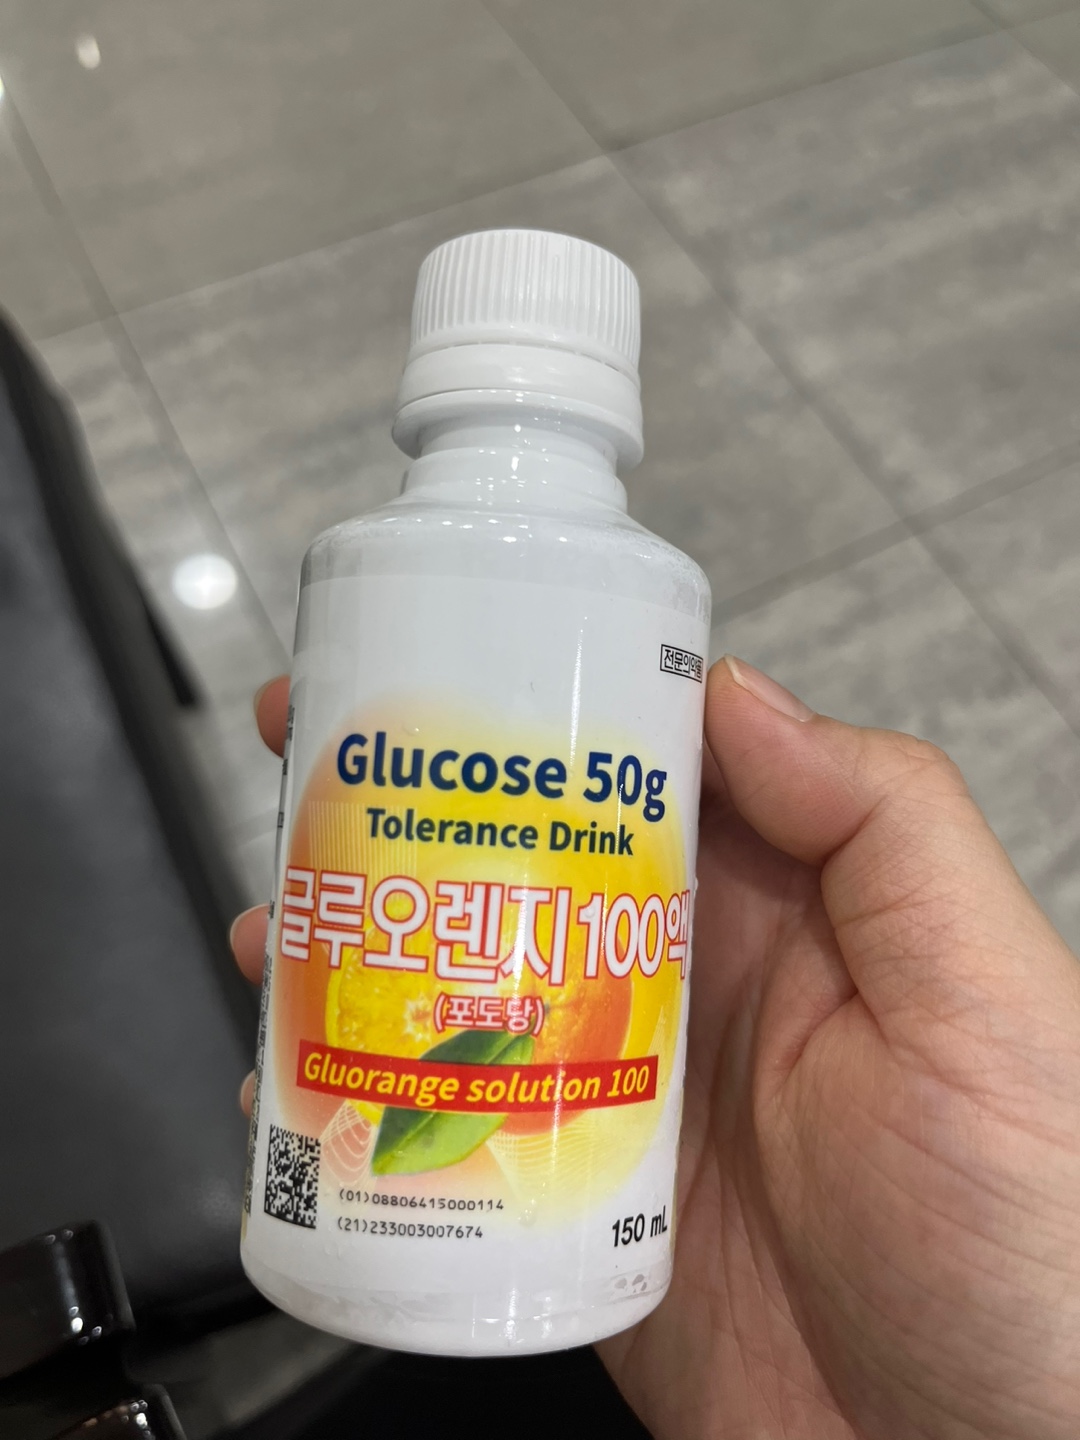 전문의약품
Glucose 50g
Tolerance Drink
글루오렌지100액
(포도당)
Gluorange solution 100
(01)08806415000114
(21)233003007674
150 mL